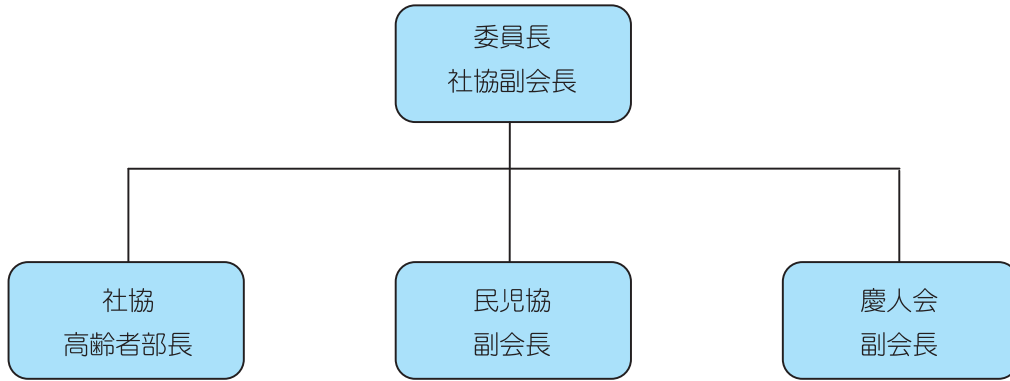 委員長
社協副会長
社協
高齢者部長
民児協
副会長
慶人会
副会長